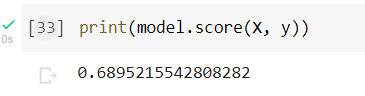 [33] print(model.score(X, y))
0s
0.6895215542808282